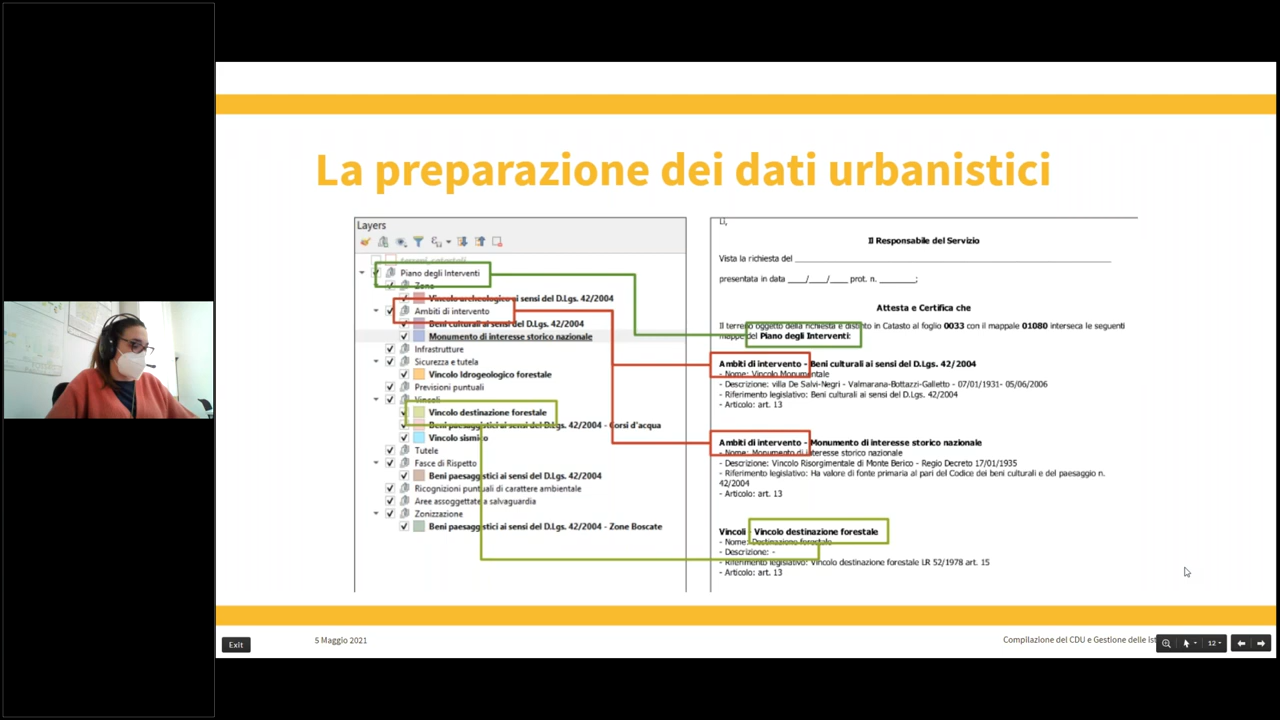 La preparazione dei dati urbanistici
Layers
terreni_catastali
Piano degli Interventi
Zone
Vincolo archeologico ai sensi del D.Lgs. 42/2004
Ambiti di intervento
Beni culturali ai sensi del D.Lgs. 42/2004
Monumento di interesse storico nazionale
Infrastrutture
Sicurezza e tutela
Vincolo Idrogeologico forestale
Previsioni puntuali
Vincoli
Vincolo destinazione forestale
Beni paesaggistici ai sensi del D.Lgs. 42/2004 - Corsi d'acqua
Vincolo sismico
Tutele
Fasce di Rispetto
Beni paesaggistici ai sensi del D.Lgs. 42/2004
Ricognizioni puntuali di carattere ambientale
Aree assoggettate a salvaguardia
Zonizzazione
Beni paesaggistici ai sensi del D.Lgs. 42/2004 - Zone Boscate
Lì,
Il Responsabile del Servizio
Vista la richiesta del
presentata in data ____/____/____ prot. n. ________;
Attesta e Certifica che
Il terreno oggetto della richiesta è distinto in Catasto al foglio 0033 con il mappale 01080 interseca le seguenti
mappe del Piano degli Interventi:
Ambiti di intervento - Beni culturali ai sensi del D.Lgs. 42/2004
- Nome: Vincolo Monumentale
- Descrizione: villa De Salvi-Negri - Valmarana-Bottazzi-Galletto - 07/01/1931- 05/06/2006
- Riferimento legislativo: Beni culturali ai sensi del D.Lgs. 42/2004
- Articolo: art. 13
Ambiti di intervento - Monumento di interesse storico nazionale
- Nome: Monumento di interesse storico nazionale
- Descrizione: Vincolo Risorgimentale di Monte Berico - Regio Decreto 17/01/1935
- Riferimento legislativo: Ha valore di fonte primaria al pari del Codice dei beni culturali e del paesaggio n.
42/2004
- Articolo: art. 13
Vincoli - Vincolo destinazione forestale
- Nome: Destinazione forestale
- Descrizione: -
- Riferimento legislativo: Vincolo destinazione forestale LR 52/1978 art. 15
- Articolo: art. 13
Exit
5 Maggio 2021
Compilazione del CDU e Gestione delle Ist
12